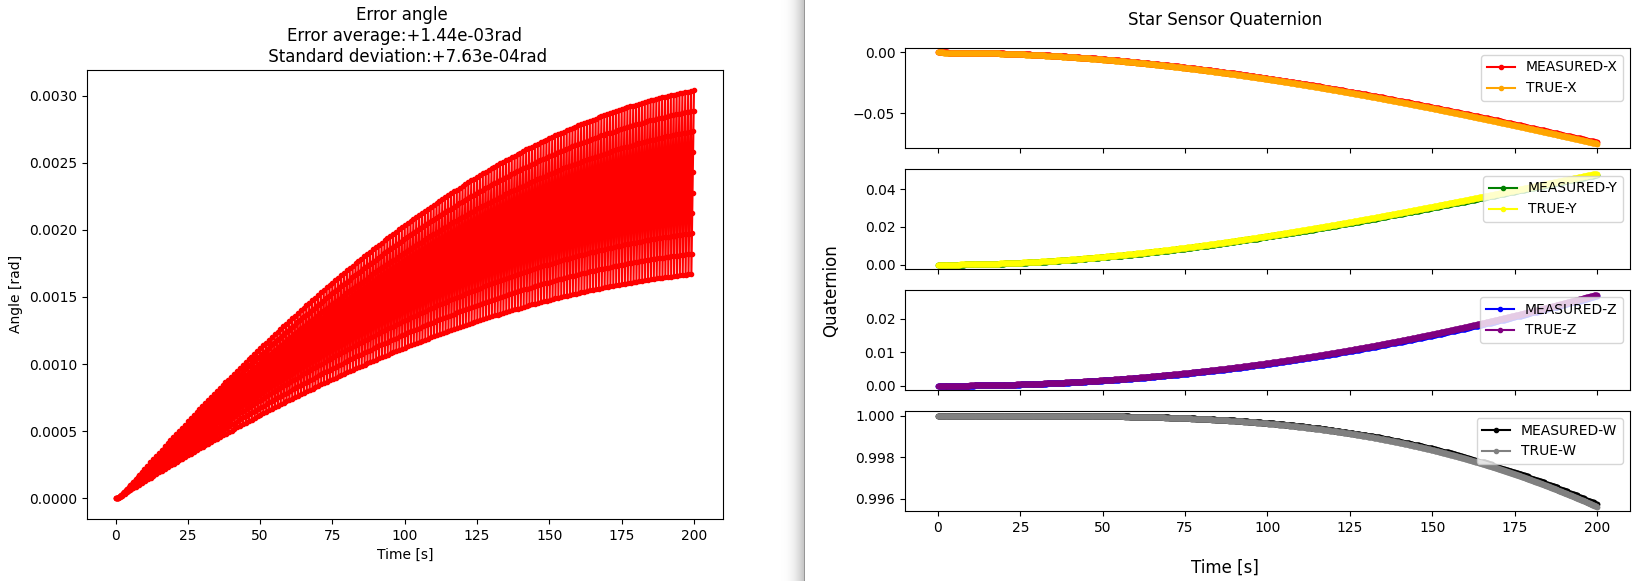 Error angle
Error average:+1.44e-03rad
Standard deviation:+7.63e-04rad
0.0030
0.0025
0.0020
0.0015
0.0010
0.0005
0.0000
Angle [rad]
0 25 50 75 100 125 150 175 200
Time [s]
Star Sensor Quaternion
0.00
−0.05
MEASURED-X
TRUE-X
0.04
0.02
0.00
MEASURED-Y
TRUE-Y
Quaternion
0.02
0.01
0.00
MEASURED-Z
TRUE-Z
1.000
0.998
0.996
MEASURED-W
TRUE-W
0 25 50 75 100 125 150 175 200
Time [s]